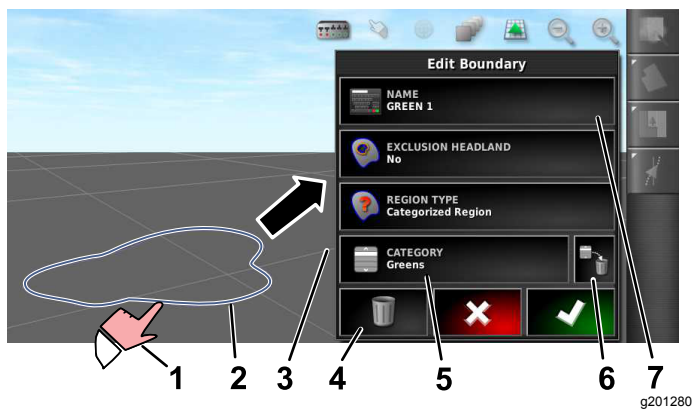 Edit Boundary
NAME
GREEN 1
EXCLUSION HEADLAND
No
REGION TYPE
Categorized Region
CATEGORY
Greens
1
2
3
4
5
6
7
g201280